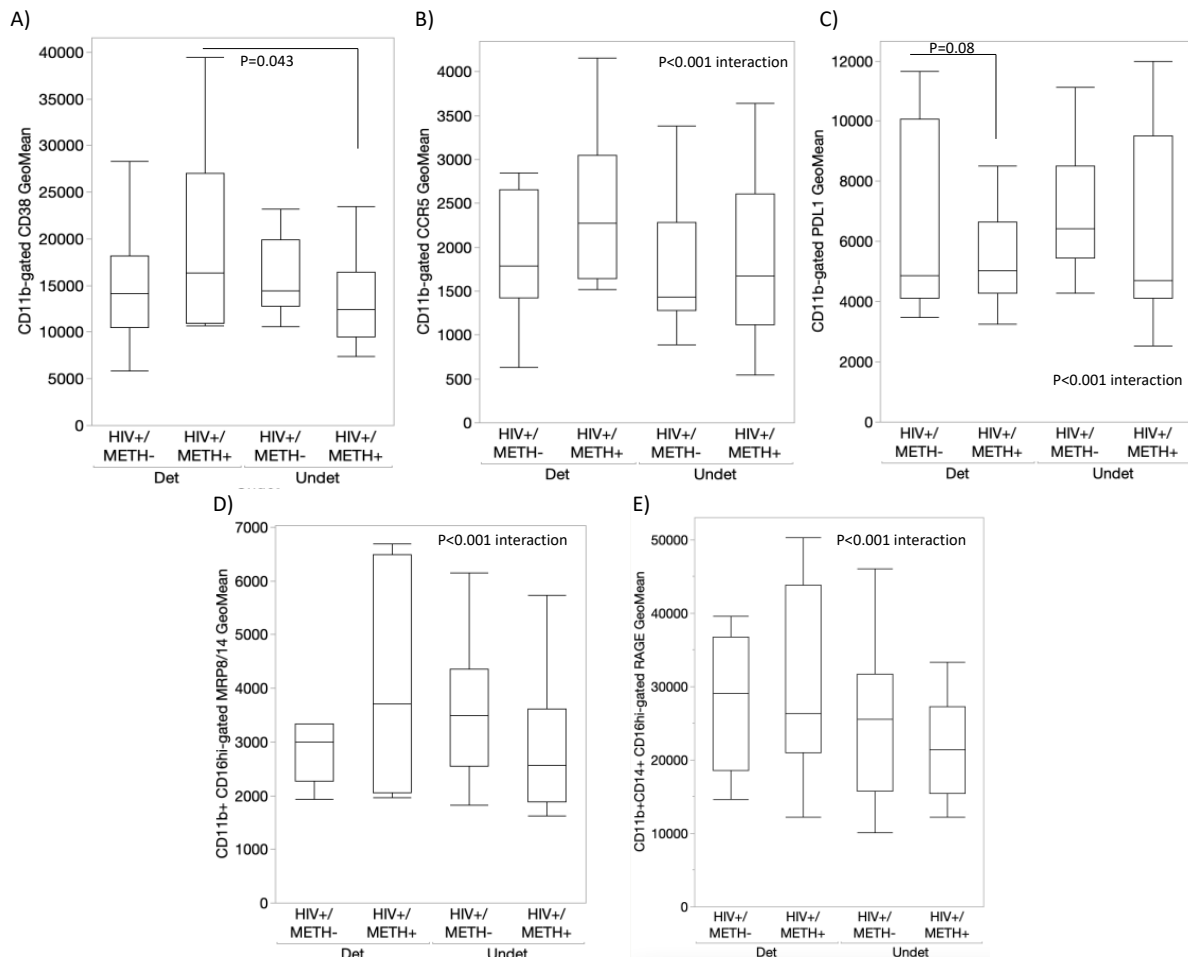 A)
CD11b-gated CD38 GeoMean
40000
35000
30000
25000
20000
15000
10000
5000
0
P=0.043
HIV+/ HIV+/ HIV+/ HIV+/
METH- METH+ METH- METH+
Det Undet
B)
CD11b-gated CCR5 GeoMean
4000
3500
3000
2500
2000
1500
1000
500
0
P<0.001 interaction
HIV+/ HIV+/ HIV+/ HIV+/
METH- METH+ METH- METH+
Det Undet
C)
CD11b-gated PDL1 GeoMean
12000
10000
8000
6000
4000
2000
0
P=0.08
P<0.001 interaction
HIV+/ HIV+/ HIV+/ HIV+/
METH- METH+ METH- METH+
Det Undet
D)
CD11b+ CD16hi-gated MRP8/14 GeoMean
7000
6000
5000
4000
3000
2000
1000
0
P<0.001 interaction
HIV+/ HIV+/ HIV+/ HIV+/
METH- METH+ METH- METH+
Det Undet
E)
CD11b+CD14+ CD16hi-gated RAGE GeoMean
50000
40000
30000
20000
10000
0
P<0.001 interaction
HIV+/ HIV+/ HIV+/ HIV+/
METH- METH+ METH- METH+
Det Undet